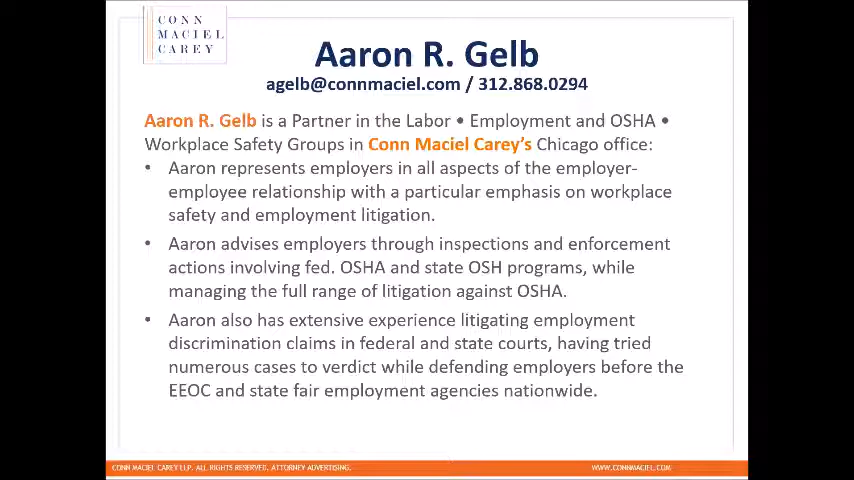 CONN
MACIEL
CAREY
Aaron R. Gelb
agelb@connmaciel.com / 312.868.0294
Aaron R. Gelb is a Partner in the Labor • Employment and OSHA •
Workplace Safety Groups in Conn Maciel Carey's Chicago office:
• Aaron represents employers in all aspects of the employer-
employee relationship with a particular emphasis on workplace
safety and employment litigation.
• Aaron advises employers through inspections and enforcement
actions involving fed. OSHA and state OSH programs, while
managing the full range of litigation against OSHA.
• Aaron also has extensive experience litigating employment
discrimination claims in federal and state courts, having tried
numerous cases to verdict while defending employers before the
EEOC and state fair employment agencies nationwide.
CONN MACIEL CAREY LLP. ALL RIGHTS RESERVED. ATTORNEY ADVERTISING.
WWW.CONNMACIEL.COM